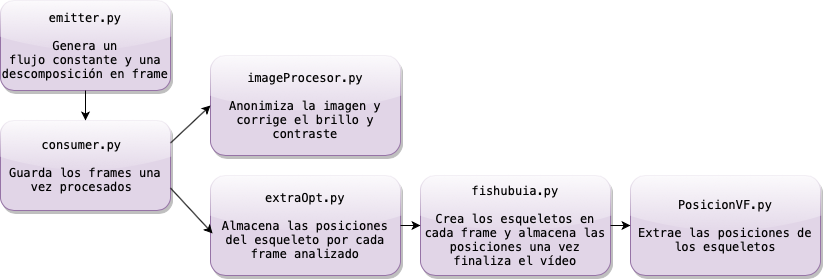 emitter.py
Genera un
flujo constante y una
descomposición en frame
consumer.py
Guarda los frames una
vez procesados
imageProcesor.py
Anonimiza la imagen y
corrige el brillo y
contraste
extraOpt.py
Almacena las posiciones
del esqueleto por cada
frame analizado
fishubuia.py
Crea los esqueletos en
cada frame y almacena las
posiciones una vez
finaliza el vídeo
PosicionVF.py
Extrae las posiciones de
los esqueletos